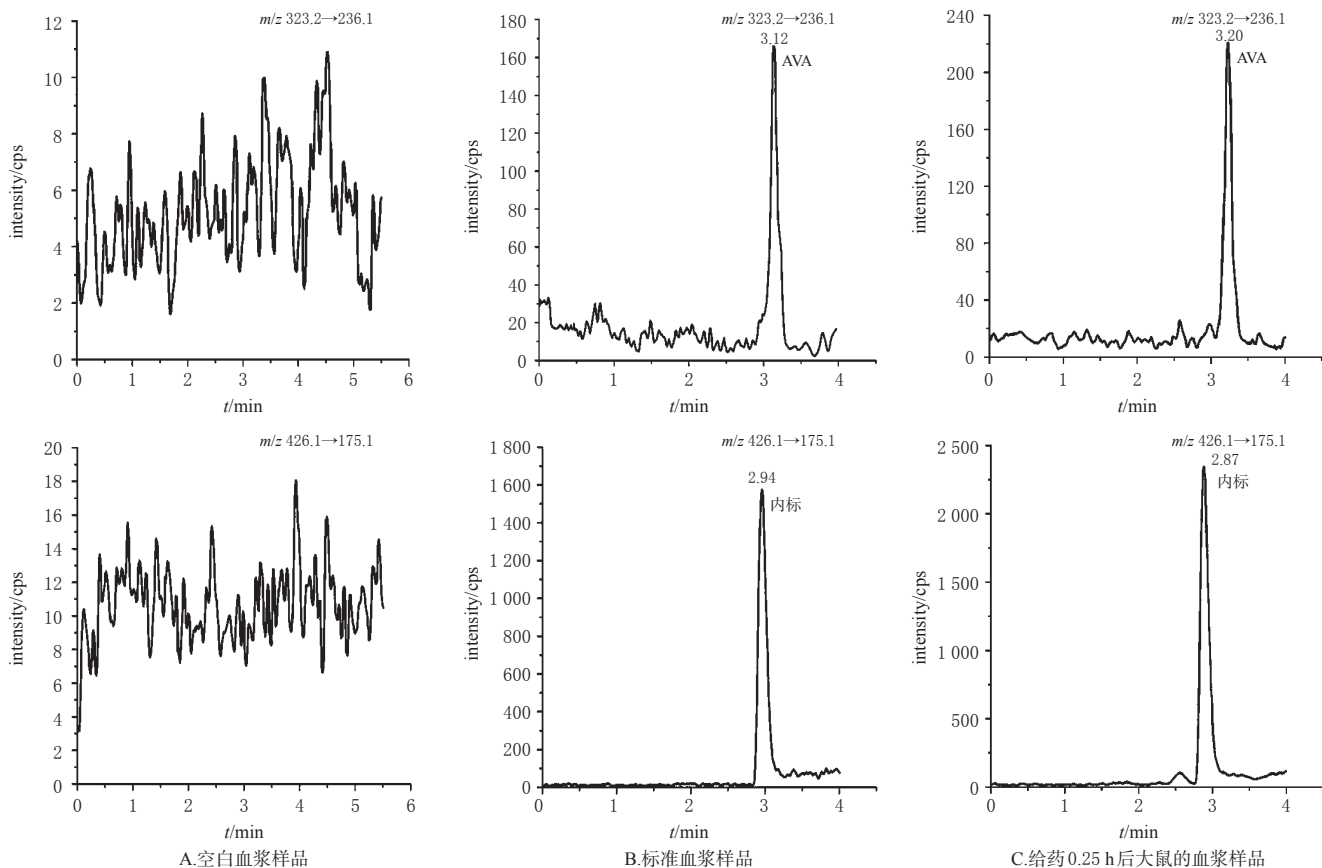 m/z 323.2→236.1
12
10
8
6
4
2
0
intensity/cps
0 1 2 3 4 5 6
t/min
m/z 323.2→236.1
3.12
AVA
180
160
140
120
100
80
60
40
20
0
intensity/cps
0 1 2 3 4
t/min
m/z 323.2→236.1
3.20
AVA
240
220
180
140
100
60
20
0
intensity/cps
0 1 2 3 4
t/min
m/z 426.1→175.1
20
18
16
14
12
10
8
6
4
2
0
intensity/cps
0 1 2 3 4 5 6
t/min
A.空白血浆样品
m/z 426.1→175.1
2.94
内标
1 800
1 600
1 400
1 200
1 000
800
600
400
200
100
0
intensity/cps
0 1 2 3 4
t/min
B.标准血浆样品
m/z 426.1→175.1
2.87
内标
2 500
2 000
1 500
1 000
500
0
intensity/cps
0 1 2 3 4
t/min
C.给药0.25 h后大鼠的血浆样品